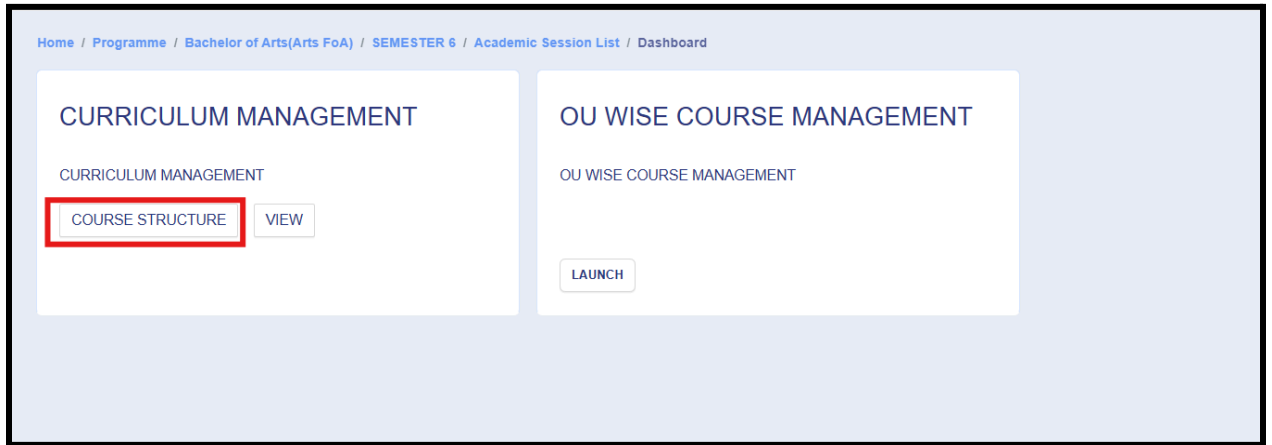 Home / Programme / Bachelor of Arts(Arts FoA) / SEMESTER 6 / Academic Session List / Dashboard
CURRICULUM MANAGEMENT
CURRICULUM MANAGEMENT
COURSE STRUCTURE VIEW
OU WISE COURSE MANAGEMENT
OU WISE COURSE MANAGEMENT
LAUNCH